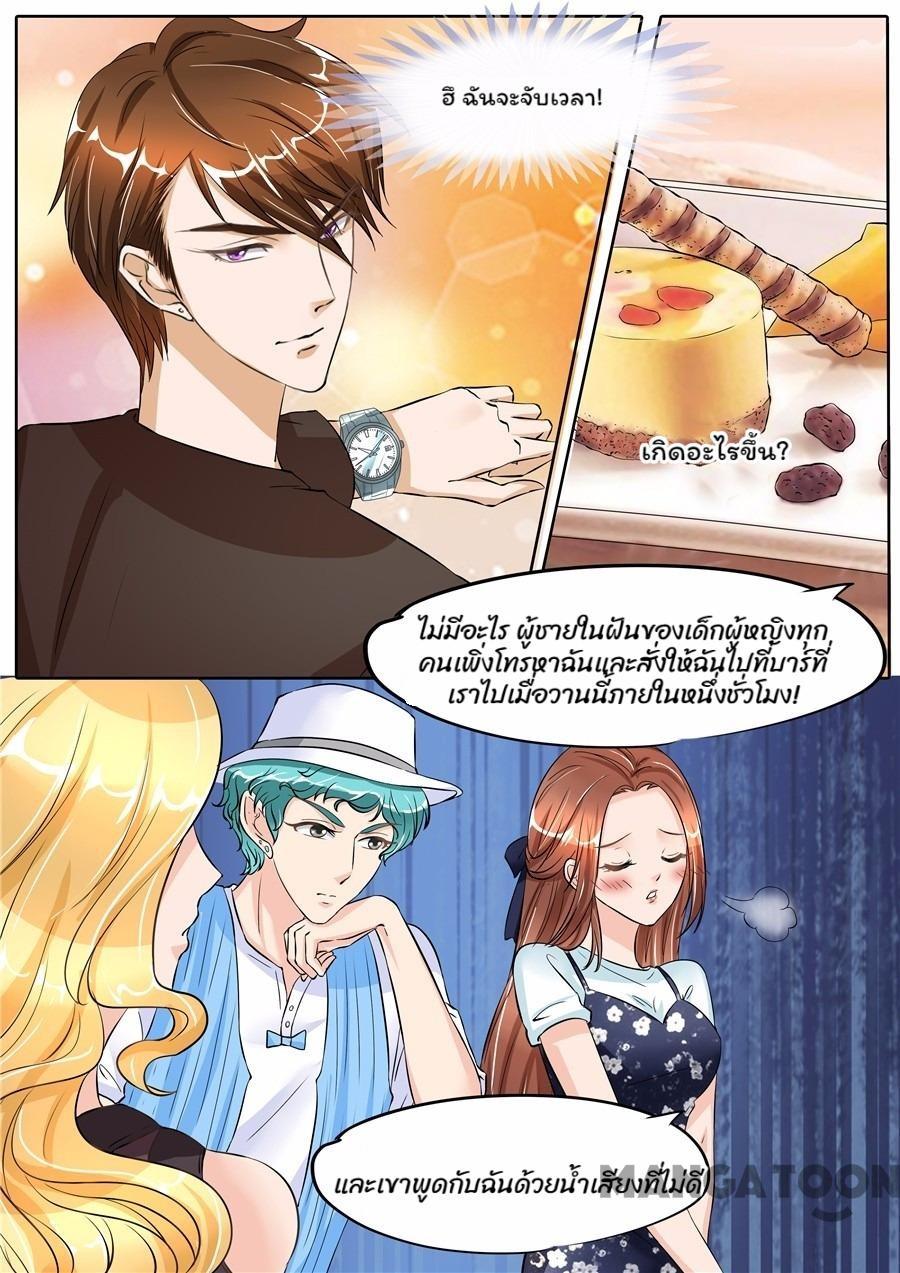 ฮึ ฉันจะจับเวลา!
เกิดอะไรขึ้น?
ไม่มีอะไร ผู้ชายในฝันของเด็กผู้หญิงทุก
คนเพิ่งโทรหาฉันและสั่งให้ฉันไปที่บาร์ที่
เราไปเมื่อวานนี้ภายในหนึ่งชั่วโมง!
และเขาพูดกับฉันด้วยน้ำเสียงที่ไม่ดี!
MANGATOON